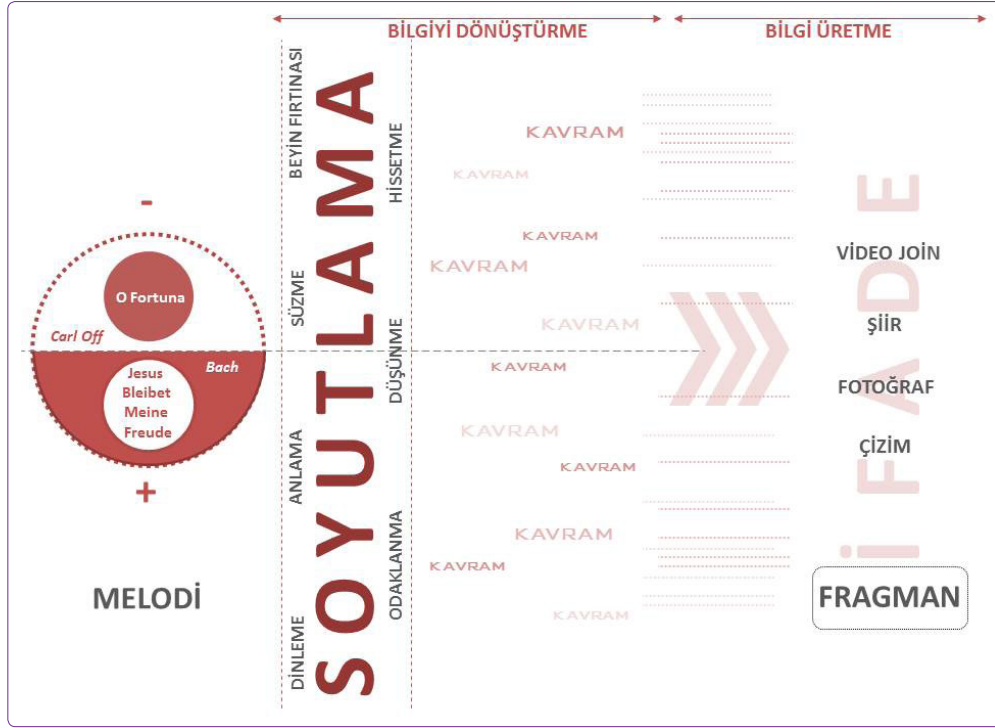 BİLGİYİ DÖNÜŞTÜRME
BİLGİ ÜRETME
-
O Fortuna
Carl Off
Bach
Jesus
Bleibet
Meine
Freude
+
MELODİ
BEYİN FIRTINASI
SÜZME
ANLAMA
DİNLEME
SOYUTLAMA
HİSSETME
DÜŞÜNME
ODAKLANMA
KAVRAM
KAVRAM
KAVRAM
KAVRAM
KAVRAM
KAVRAM
KAVRAM
KAVRAM
KAVRAM
KAVRAM
KAVRAM
İFADE
VİDEO JOİN
ŞİİR
FOTOĞRAF
ÇİZİM
FRAGMAN